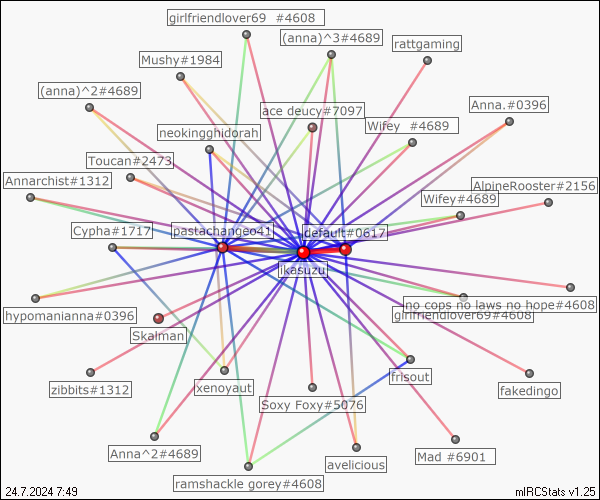 girlfriendlover69 #4608
(anna)^3#4689
rattgaming
Mushy#1984
(anna)^2#4689
ace deucy#7097
Anna.#0396
neokingghidorah
Wifey #4689
Toucan#2473
Annarchist#1312
AlpineRooster#2156
Wifey#4689
Cypha#1717
pastachangeo41
default#0617
ikasuzu
no cops no laws no hope#4608
girlfriendlover69#4608
hypomanianna#0396
Skaiman
frisout
zibbits#1312
xenoyaut
fakedingo
Soxy Foxy#5076
Anna^2#4689
Mad #6901
avelicious
ramshackle gorey#4608
24.7.2024 7:49
mIRCStats v1.25